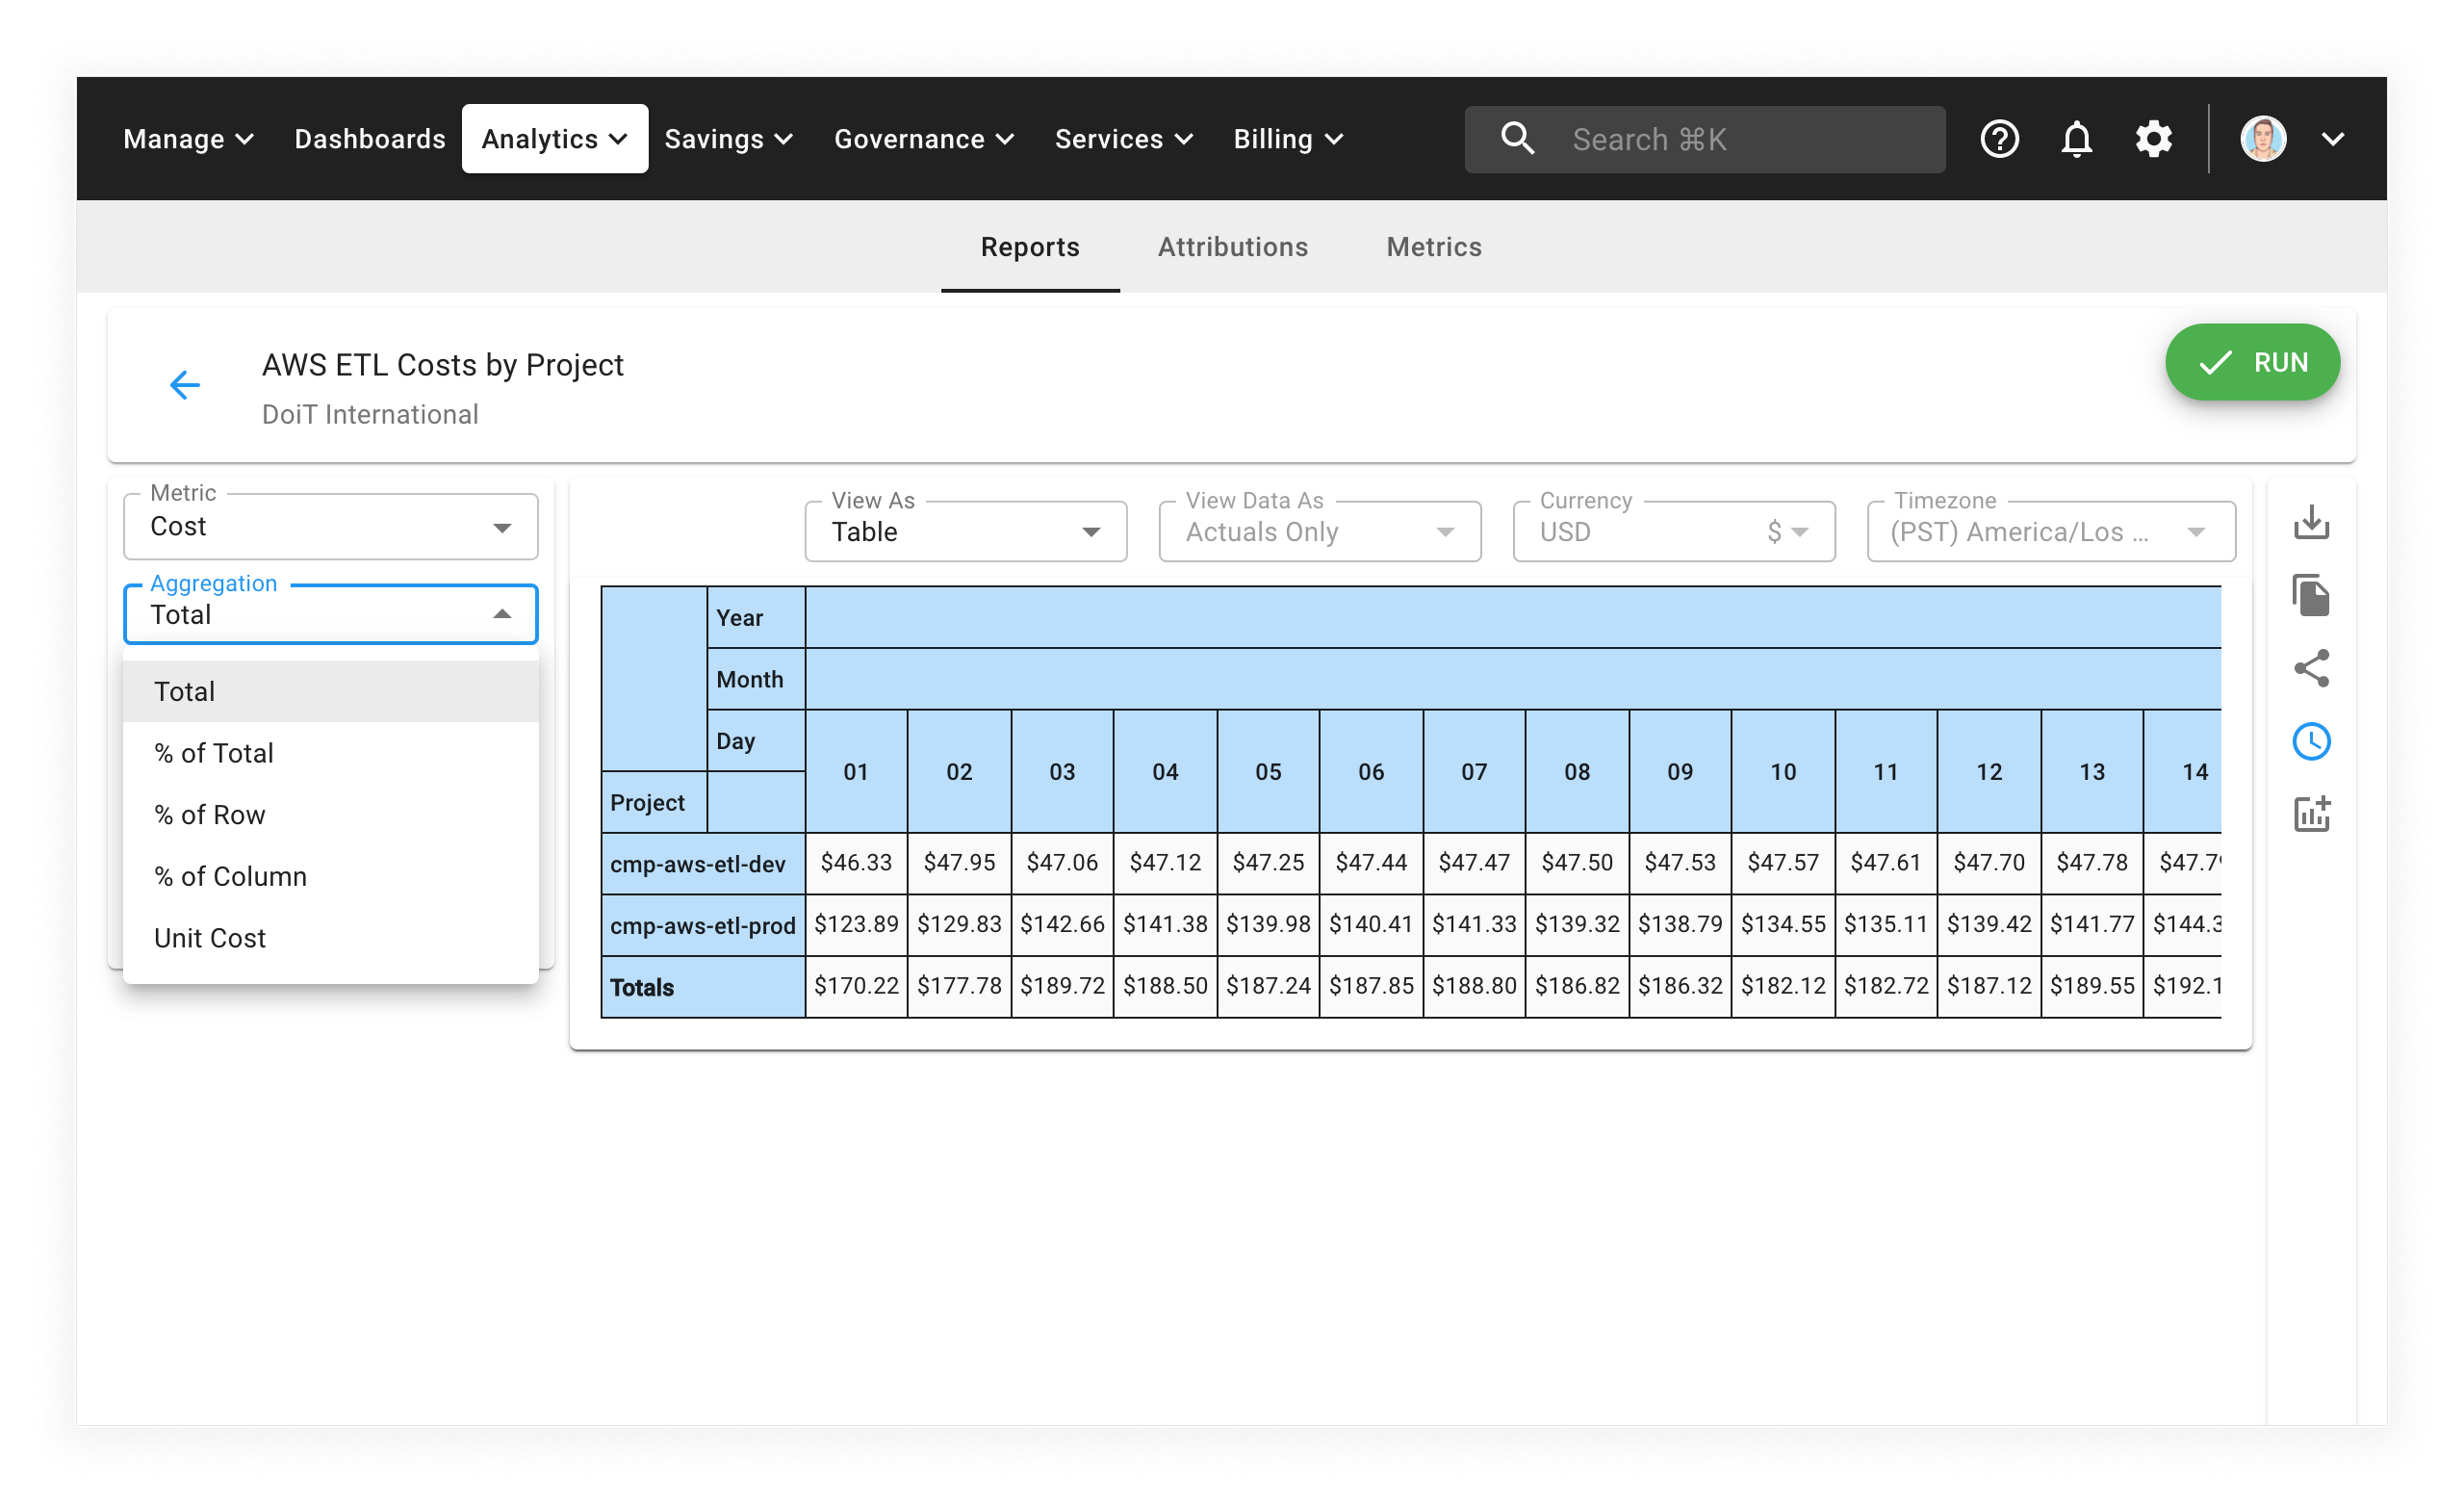 Manage Dashboards Analytics Savings Governance Services Billing Search ⌘K
Reports Attributions Metrics
AWS ETL Costs by Project
DoiT International
RUN
Metric
Cost
View As
Table
View Data As
Actuals Only
Currency
USD $
Timezone
(PST) America/Los ...
Aggregation
Total
Total
% of Total
% of Row
% of Column
Unit Cost
Year
Month
Day
Project
01 02 03 04 05 06 07 08 09 10 11 12 13 14
cmp-aws-etl-dev $46.33 $47.95 $47.06 $47.12 $47.25 $47.44 $47.47 $47.50 $47.53 $47.57 $47.61 $47.70 $47.78
cmp-aws-etl-prod $123.89 $129.83 $142.66 $141.38 $139.98 $140.41 $141.33 $139.32 $138.79 $134.55 $135.11 $139.42 $141.77 $144.3
Totals $170.22 $177.78 $189.72 $188.50 $187.24 $187.85 $188.80 $186.82 $186.32 $182.12 $182.72 $187.12 $189.55 $192.1